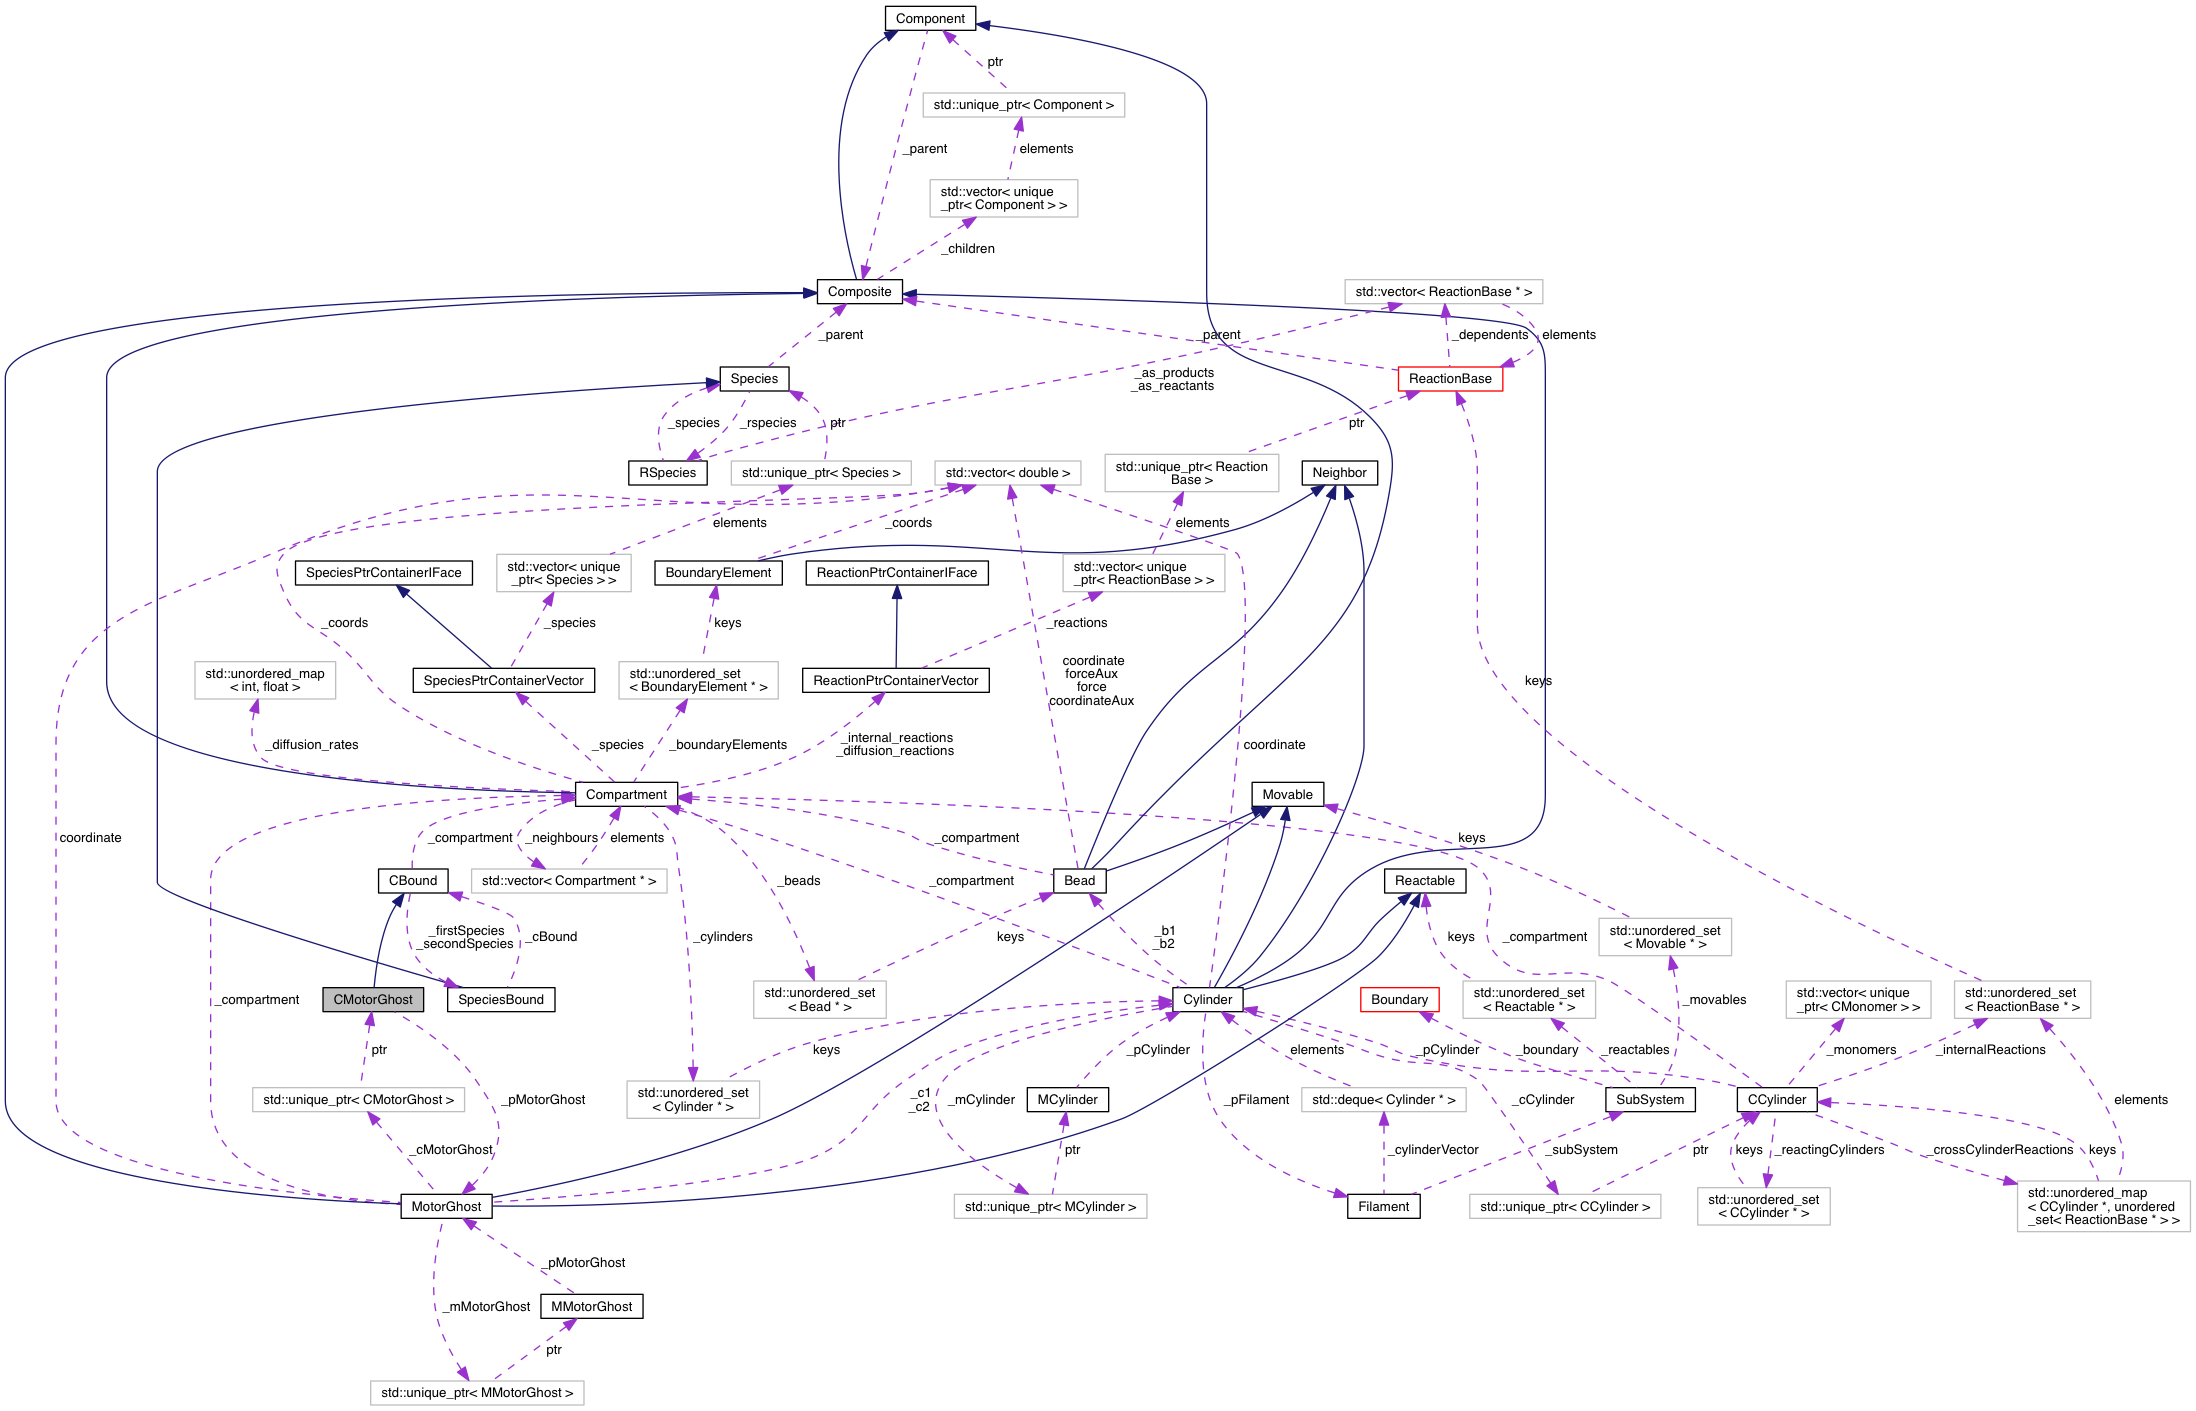 Component
ptr
std::unique_ptr< Component >
_parent
elements
std::vector< unique
_ptr< Component > >
_children
Composite
std::vector< ReactionBase * >
_parent
_parent
_dependents
elements
Species
_as_products
_as_reactants
ReactionBase
_species
_rspecies
ptr
ptr
RSpecies
std::unique_ptr< Species >
std::vector< double >
std::unique_ptr< Reaction
Base >
Neighbor
elements
_coords
elements
SpeciesPtrContainerIFace
std::vector< unique
_ptr< Species > >
BoundaryElement
ReactionPtrContainerIFace
std::vector< unique
_ptr< ReactionBase > >
_coords
_species
keys
_reactions
std::unordered_map
< int, float >
SpeciesPtrContainerVector
std::unordered_set
< BoundaryElement * >
ReactionPtrContainerVector
coordinate
forceAux
force
coordinateAux
keys
_diffusion_rates
_species
_boundaryElements
_internal_reactions
_diffusion_reactions
coordinate
Compartment
Movable
coordinate
_compartment
_neighbours
elements
_compartment
keys
CBound
std::vector< Compartment * >
_beads
_compartment
Bead
Reactable
_firstSpecies
_secondSpecies
_cBound
_cylinders
keys
_b1
_b2
keys
_compartment
std::unordered_set
< Movable * >
_compartment
CMotorGhost
SpeciesBound
std::unordered_set
< Bead * >
Cylinder
Boundary
std::unordered_set
< Reactable * >
_movables
std::vector< unique
_ptr< CMonomer > >
std::unordered_set
< ReactionBase * >
ptr
keys
_pCylinder
elements
_pCylinder
_boundary
_reactables
_monomers
_internalReactions
std::unique_ptr< CMotorGhost >
_pMotorGhost
std::unordered_set
< Cylinder * >
_c1
_c2
_mCylinder
MCylinder
_pFilament
std::deque< Cylinder * >
_cCylinder
SubSystem
CCylinder
elements
_cMotorGhost
ptr
_cylinderVector
_subSystem
ptr
keys
_reactingCylinders
_crossCylinderReactions
keys
MotorGhost
std::unique_ptr< MCylinder >
Filament
std::unique_ptr< CCylinder >
std::unordered_set
< CCylinder * >
std::unordered_map
< CCylinder *, unordered
_set< ReactionBase * > >
_pMotorGhost
_mMotorGhost
MMotorGhost
ptr
std::unique_ptr< MMotorGhost >